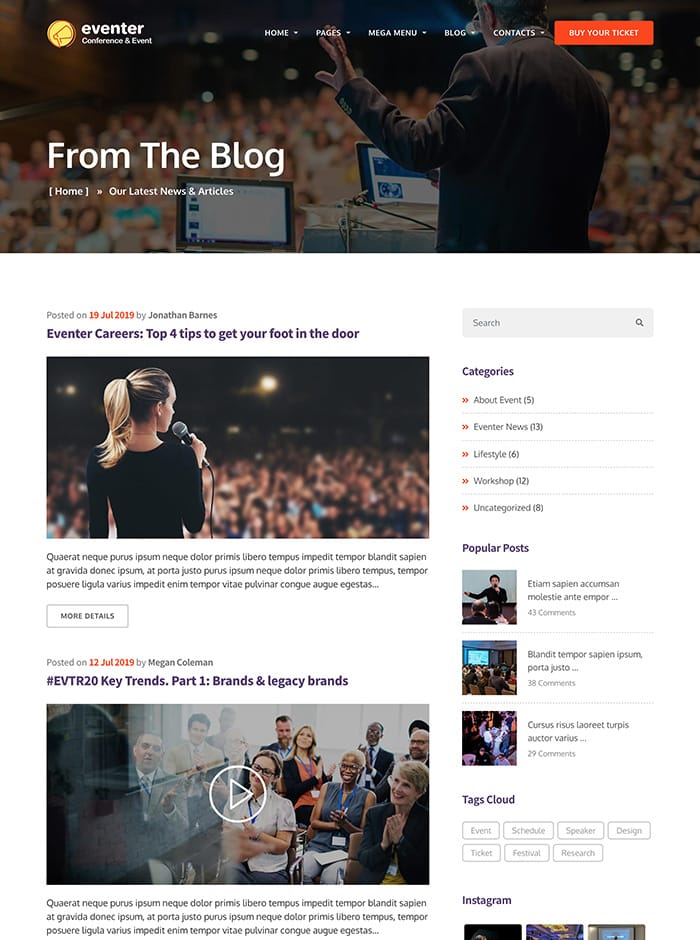 eventer
Conference & Event
HOME
PAGES
MEGA MENU
BLOG
CONTACTS
BUY YOUR TICKET
From The Blog
[ Home ] » Our Latest News & Articles
Posted on 19 Jul 2019 by Jonathan Barnes
Eventer Careers: Top 4 tips to get your foot in the door
Quaerat neque purus ipsum neque dolor primis libero tempus impedit tempor blandit sapien
at gravida donec ipsum, at porta justo purus ipsum neque dolor primis libero tempus, tempor
posuere ligula varius impedit enim tempor vitae pulvinar congue augue egestas...
MORE DETAILS
Posted on 12 Jul 2019 by Megan Coleman
#EVTR20 Key Trends. Part 1: Brands & legacy brands
Quaerat neque purus ipsum neque dolor primis libero tempus impedit tempor blandit sapien
at gravida donec ipsum, at porta justo purus ipsum neque dolor primis libero tempus, tempor
posuere ligula varius impedit enim tempor vitae pulvinar congue augue egestas...
Search
Categories
About Event (5)
Eventer News (13)
Lifestyle (6)
Workshop (12)
Uncategorized (8)
Popular Posts
Etiam sapien accumsan
molestie ante empor ...
43 Comments
Blandit tempor sapien ipsum,
porta justo ...
38 Comments
Cursus risus laoreet turpis
auctor varius ...
29 Comments
Tags Cloud
Event Schedule Speaker Design
Ticket Festival Research
Instagram